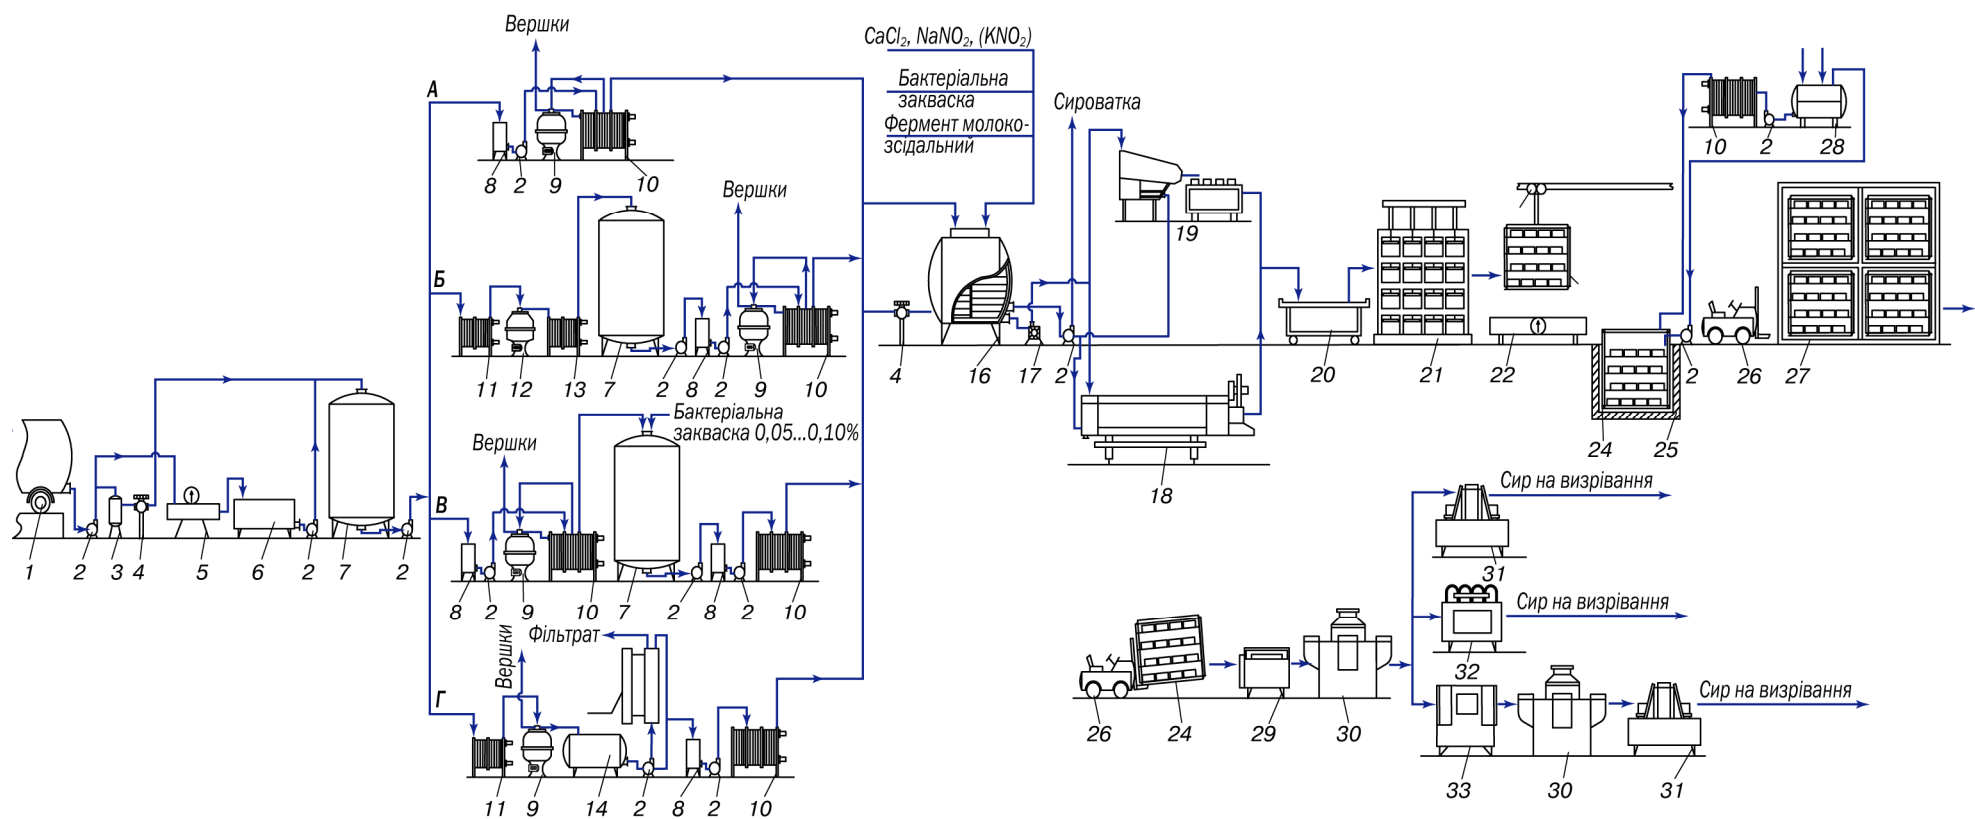 Вершки
А
8 2 9 10
Вершки
Б
11 12 13 7 2 8 2 9 10
Бактеріальна
закваска 0,05...0,10%
Вершки
В
1 2 3 4 5 6 2 7 2
8 2 9 10 7 2 8 2 10
Вершки
Фільтрат
Г
11 9 14 2 8 2 10
CaCl₂, NaNO₂, (KNO₂)
Бактеріальна
закваска
Фермент молоко-
зсідальний
Сироватка
19
4 16 17 2 20 21 22 2 26 27
10 2 28
24 25
18
Сир на визрівання
31
Сир на визрівання
32
Сир на визрівання
26 24 29 30
33 30 31